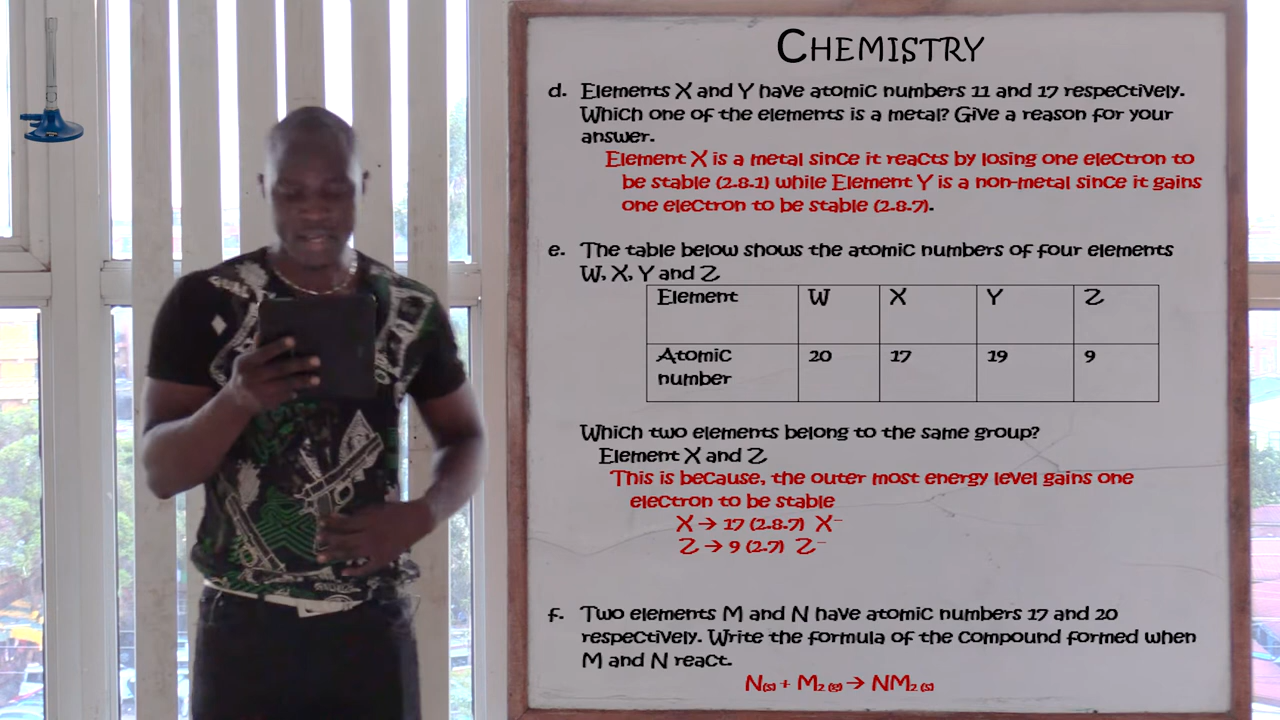 CHEMISTRY
d. Elements X and Y have atomic numbers 11 and 17 respectively.
Which one of the elements is a metal? Give a reason for your
answer.
Element X is a metal since it reacts by losing one electron to
be stable (2.8.1) while Element Y is a non-metal since it gains
one electron to be stable (2.8.7).
e. The table below shows the atomic numbers of four elements
W, X, Y and Z
Element W X Y Z
Atomic 20 17 19 9
number
Which two elements belong to the same group?
Element X and Z
This is because, the outer most energy level gains one
electron to be stable
X → 17 (2.8.7) X⁻
Z → 9 (2.7) Z⁻
f. Two elements M and N have atomic numbers 17 and 20
respectively. Write the formula of the compound formed when
M and N react.
N(s) + M₂ (g) → NM₂ (s)